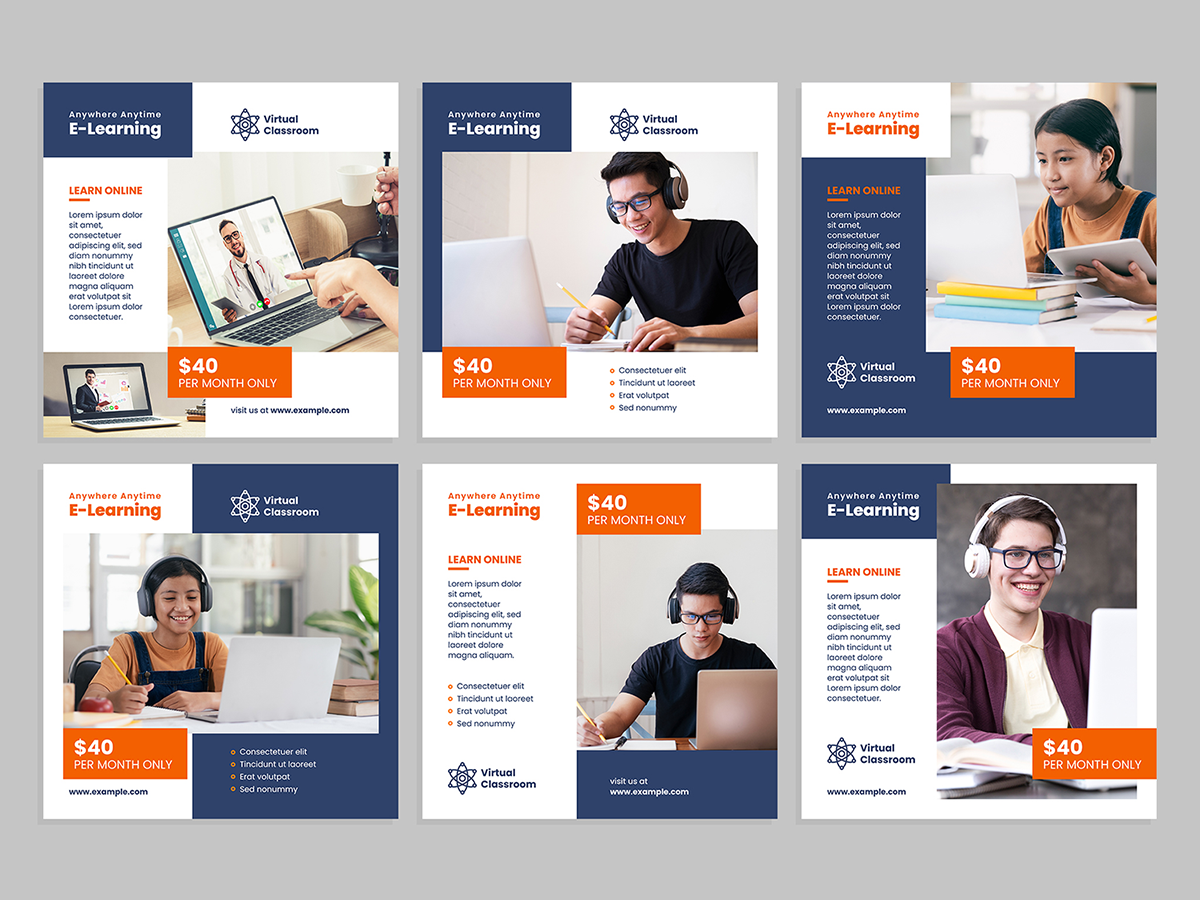 Anywhere Anytime
E-Learning
Virtual
Classroom
LEARN ONLINE
Lorem ipsum dolor
sit amet,
consectetuer
adipiscing elit, sed
diam nonummy
nibh tincidunt ut
laoreet dolore
magna aliquam
erat volutpat sit
Lorem ipsum dolor
consectetuer.
$40
PER MONTH ONLY
visit us at www.example.com
Anywhere Anytime
E-Learning
Virtual
Classroom
$40
PER MONTH ONLY
Consectetuer elit
Tincidunt ut laoreet
Erat volutpat
Sed nonummy
Anywhere Anytime
E-Learning
LEARN ONLINE
Lorem ipsum dolor
sit amet,
consectetuer
adipiscing elit, sed
diam nonummy
nibh tincidunt ut
laoreet dolore
magna aliquam
erat volutpat sit
Lorem ipsum dolor
consectetuer.
Virtual
Classroom
www.example.com
$40
PER MONTH ONLY
Anywhere Anytime
E-Learning
Virtual
Classroom
$40
PER MONTH ONLY
www.example.com
Consectetuer elit
Tincidunt ut laoreet
Erat volutpat
Sed nonummy
Anywhere Anytime
E-Learning
$40
PER MONTH ONLY
LEARN ONLINE
Lorem ipsum dolor
sit amet,
consectetuer
adipiscing elit, sed
diam nonummy
nibh tincidunt ut
laoreet dolore
magna aliquam.
Consectetuer elit
Tincidunt ut laoreet
Erat volutpat
Sed nonummy
Virtual
Classroom
visit us at
www.example.com
Anywhere Anytime
E-Learning
LEARN ONLINE
Lorem ipsum dolor
sit amet,
consectetuer
adipiscing elit, sed
diam nonummy
nibh tincidunt ut
laoreet dolore
magna aliquam
erat volutpat sit
Lorem ipsum dolor
consectetuer.
Virtual
Classroom
www.example.com
$40
PER MONTH ONLY